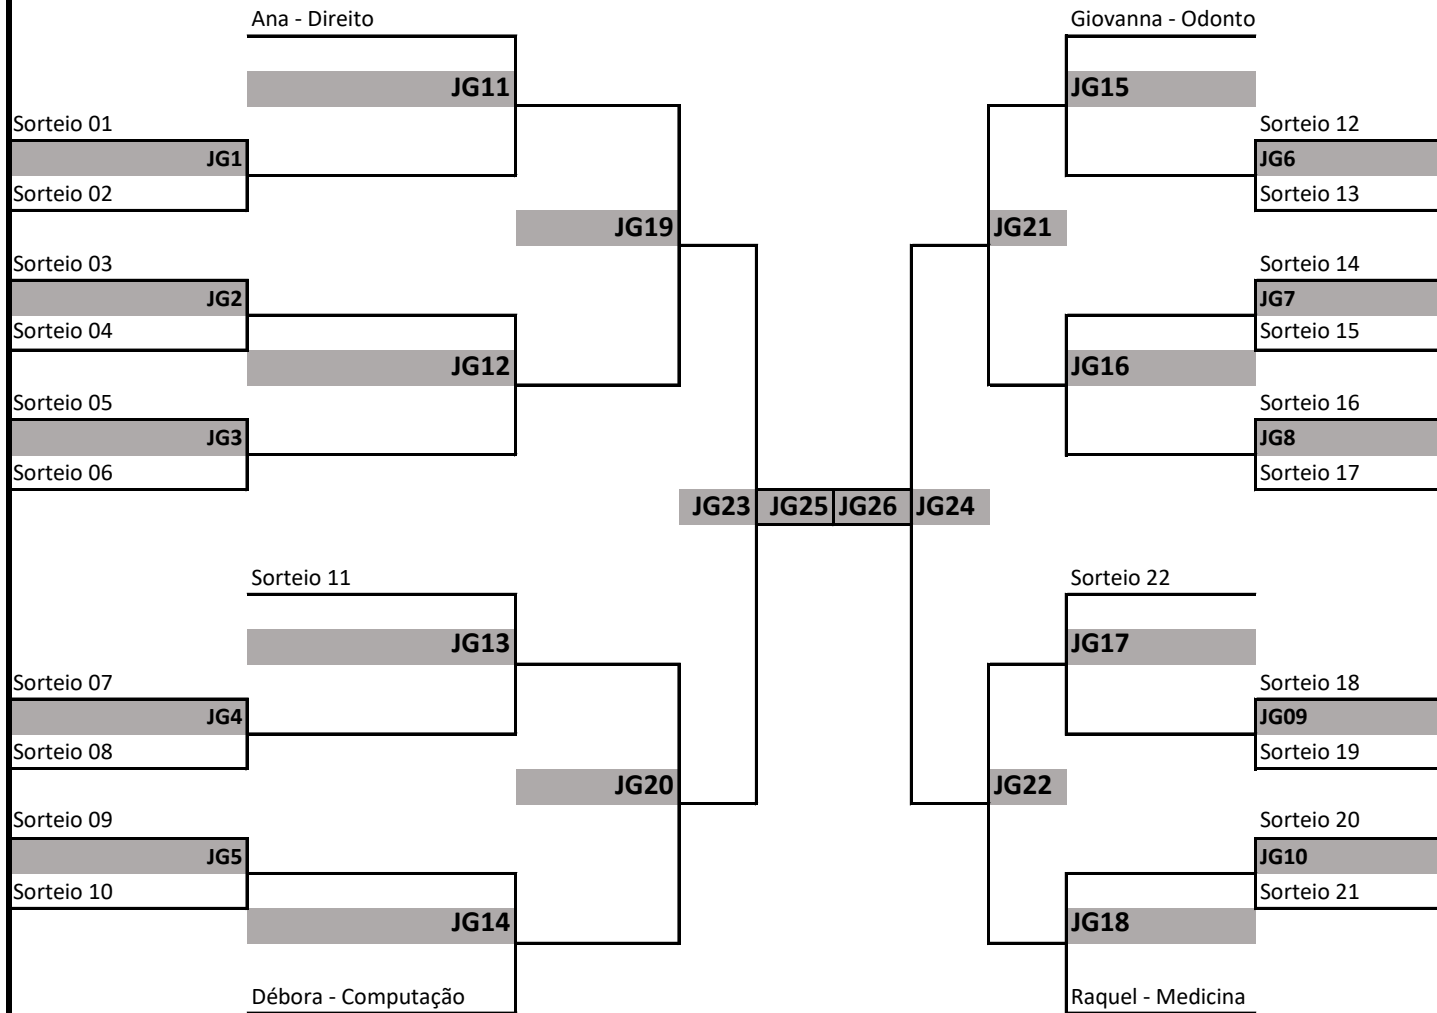 Ana - Direito
Giovanna - Odonto
JG11
JG15
Sorteio 01
Sorteio 12
JG1
JG6
Sorteio 02
Sorteio 13
JG19
JG21
Sorteio 03
Sorteio 14
JG2
JG7
Sorteio 04
Sorteio 15
JG12
JG16
Sorteio 05
Sorteio 16
JG3
JG8
Sorteio 06
Sorteio 17
JG23 JG25 JG26 JG24
Sorteio 11
Sorteio 22
JG13
JG17
Sorteio 07
Sorteio 18
JG4
JG09
Sorteio 08
Sorteio 19
JG20
JG22
Sorteio 09
Sorteio 20
JG5
JG10
Sorteio 10
Sorteio 21
JG14
JG18
Débora - Computação
Raquel - Medicina